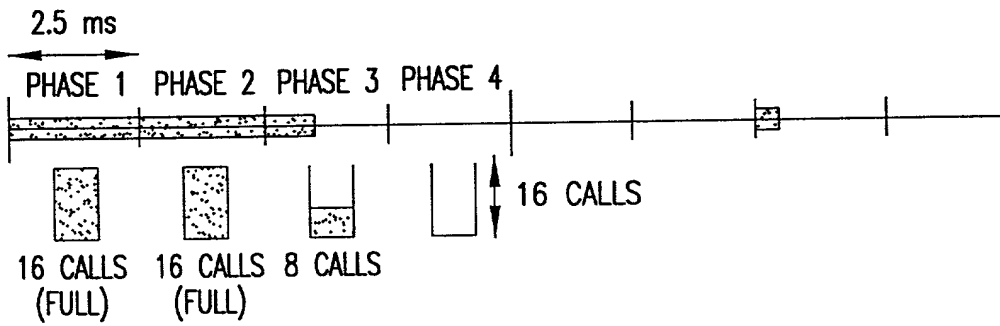 2.5 ms
PHASE 1 PHASE 2 PHASE 3 PHASE 4
16 CALLS
16 CALLS 16 CALLS 8 CALLS
(FULL) (FULL)